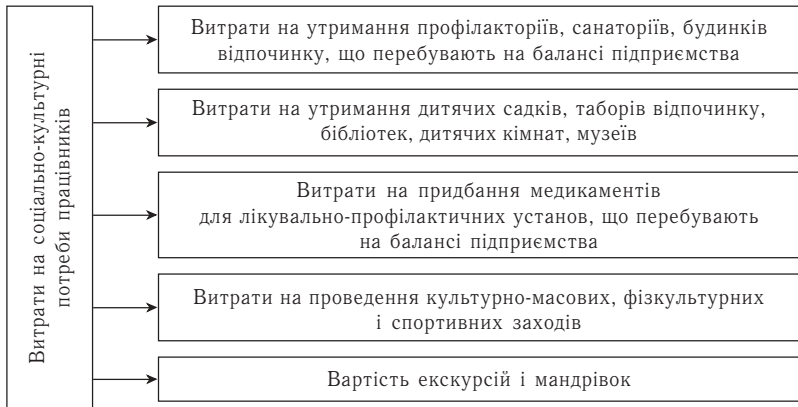 Витрати на соціально-культурні
потреби працівників
Витрати на утримання профілакторіїв, санаторіїв, будинків
відпочинку, що перебувають на балансі підприємства
Витрати на утримання дитячих садків, таборів відпочинку,
бібліотек, дитячих кімнат, музеїв
Витрати на придбання медикаментів
для лікувально-профілактичних установ, що перебувають
на балансі підприємства
Витрати на проведення культурно-масових, фізкультурних
і спортивних заходів
Вартість екскурсій і мандрівок